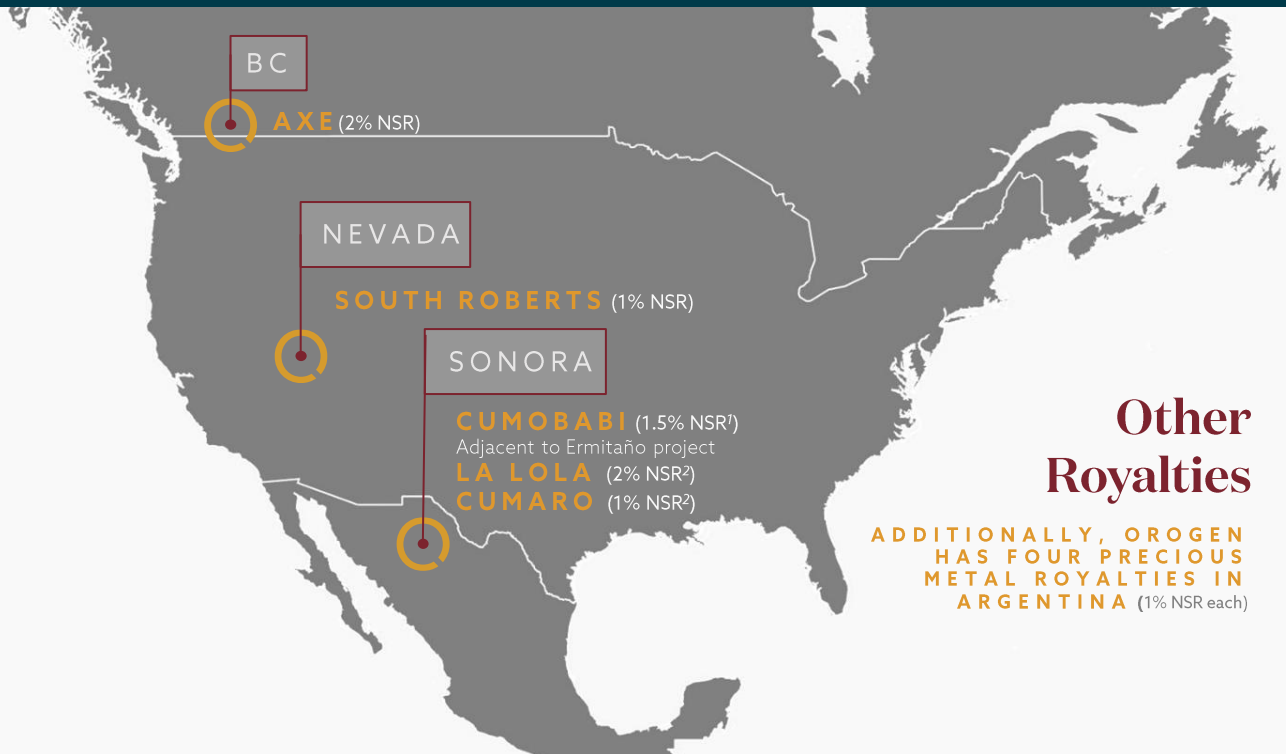 BC
AXE (2% NSR)
NEVADA
SOUTH ROBERTS (1% NSR)
SONORA
CUMOBABI (1.5% NSR¹)
Adjacent to Ermitaño project
LA LOLA (2% NSR²)
CUMARO (1% NSR²)
Other
Royalties
ADDITIONALLY, OROGEN
HAS FOUR PRECIOUS
METAL ROYALTIES IN
ARGENTINA (1% NSR each)